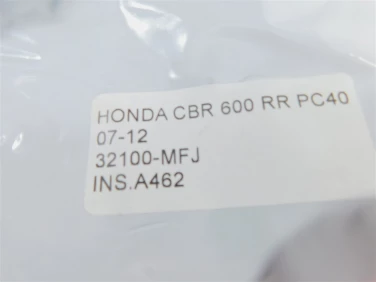 HONDA CBR 600 RR PC40
07-12
32100-MFJ
INS.A462